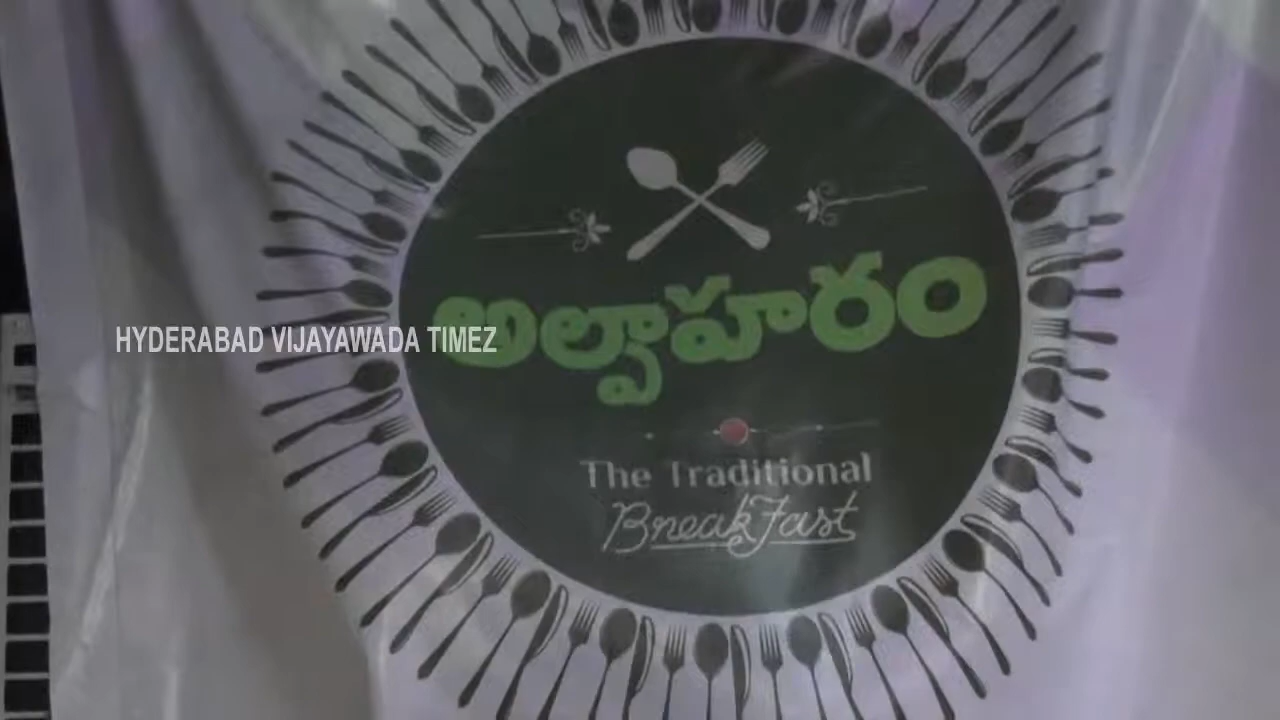 అల్పాహారం
HYDERABAD VIJAYAWADA TIMEZ
The Traditional
BreakFast